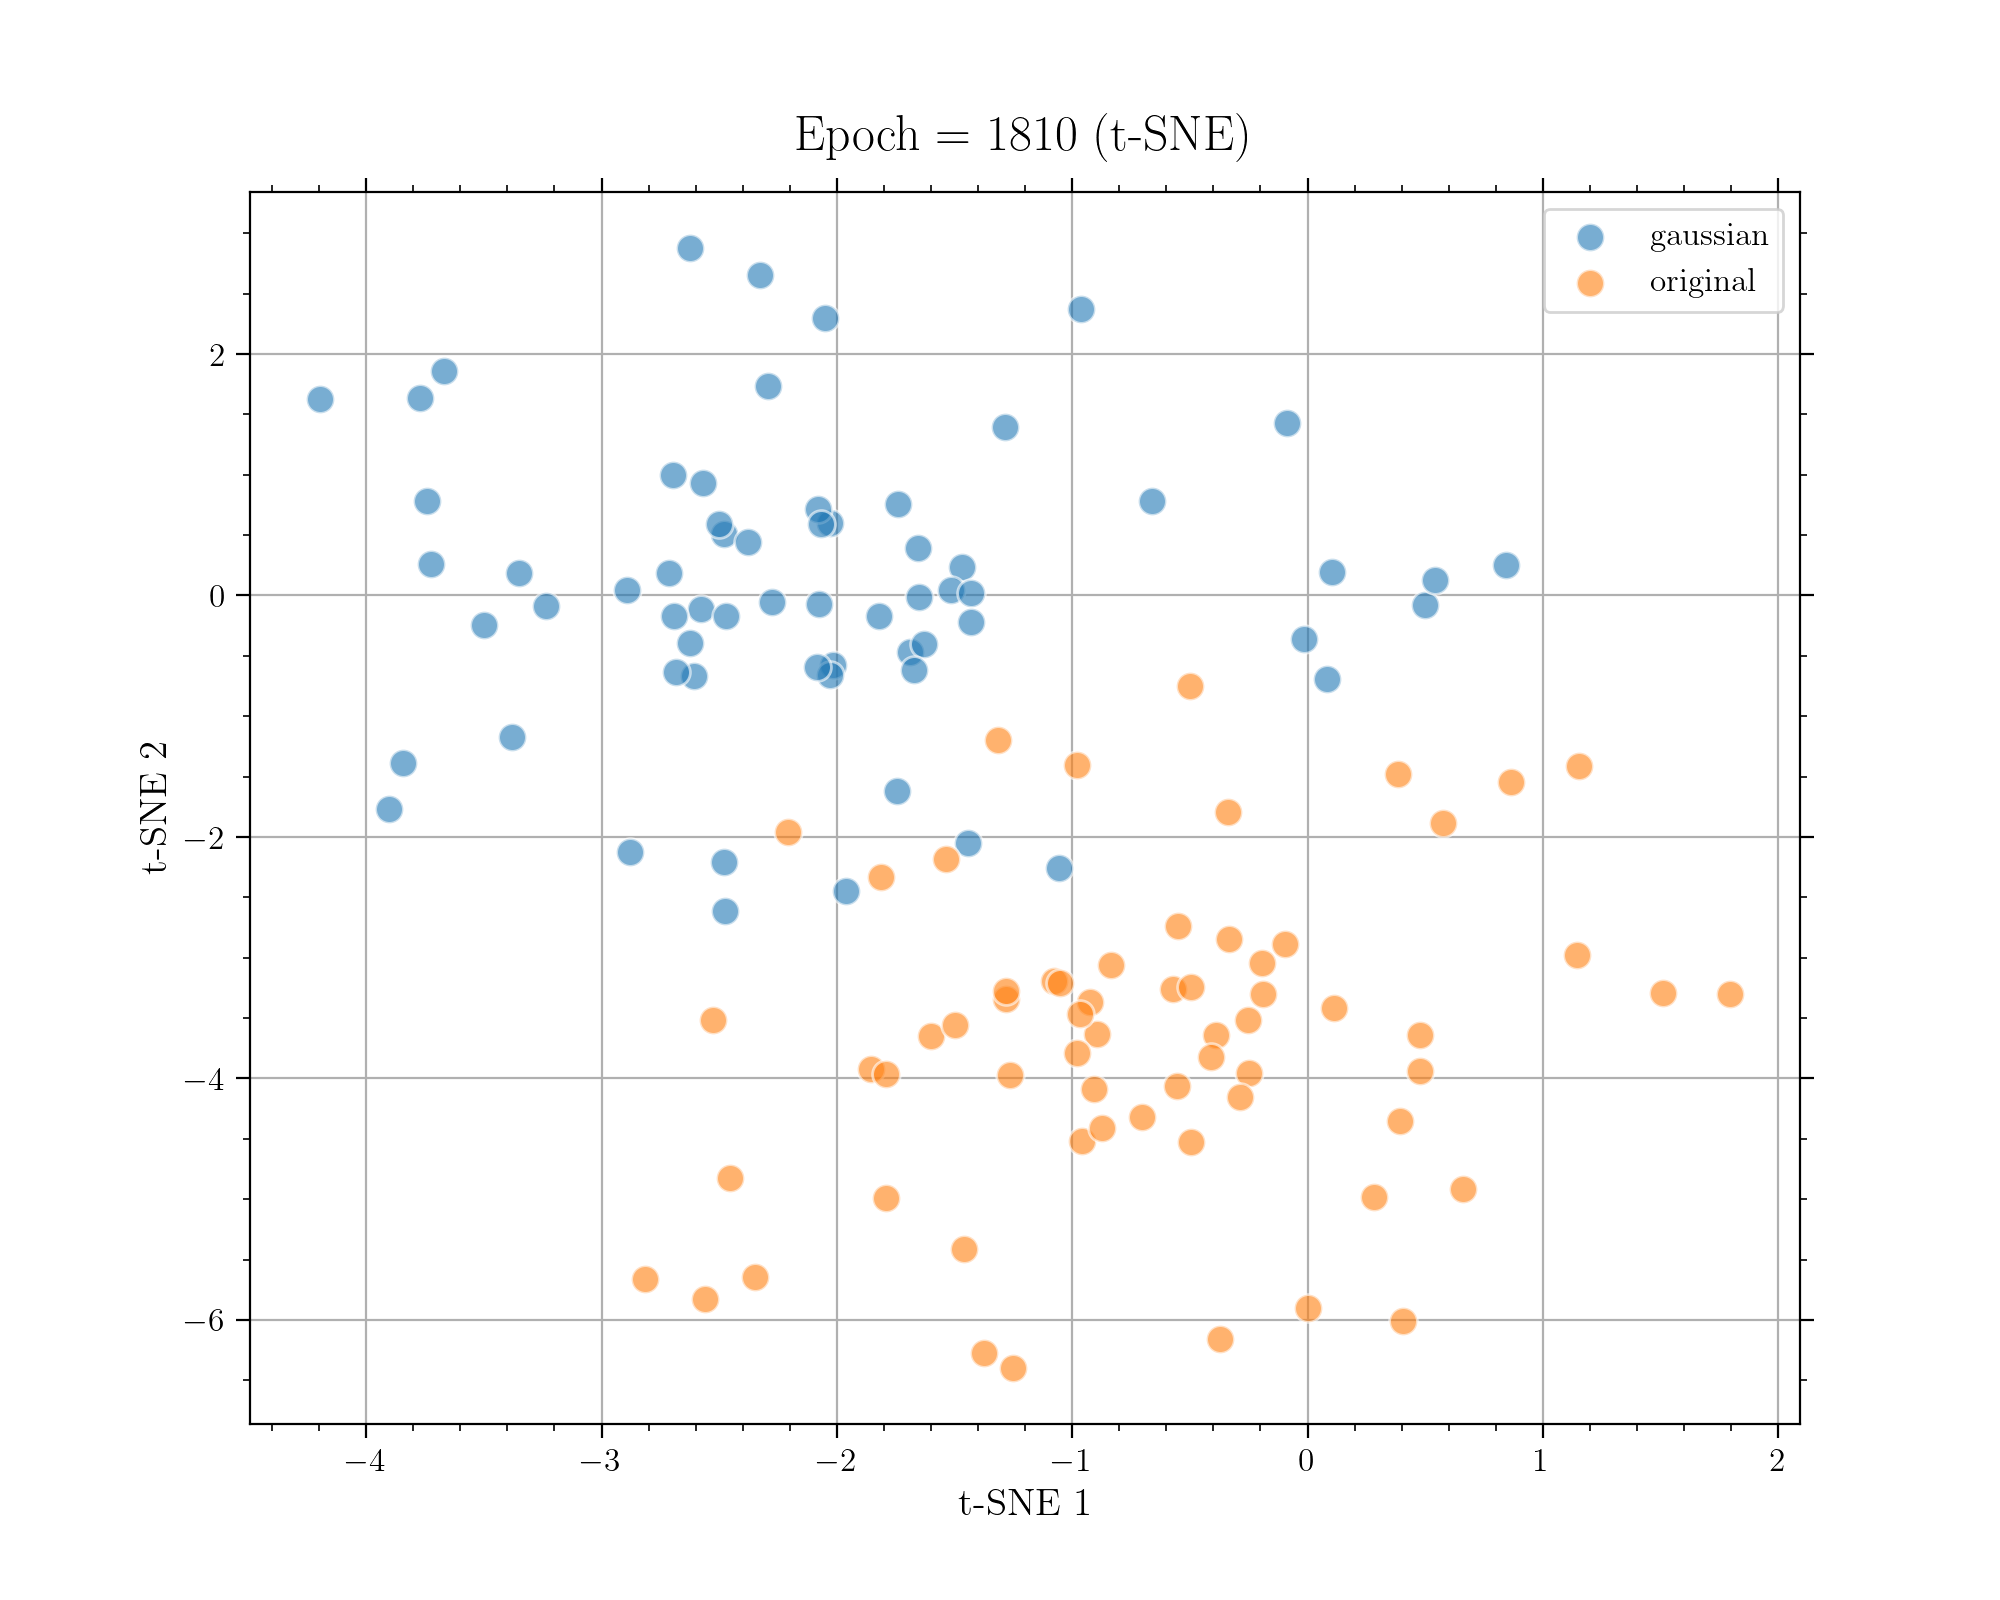 Epoch = 1810 (t-SNE)
gaussian
original
2
0
−2
−4
−6
t-SNE 2
−4 −3 −2 −1 0 1 2
t-SNE 1